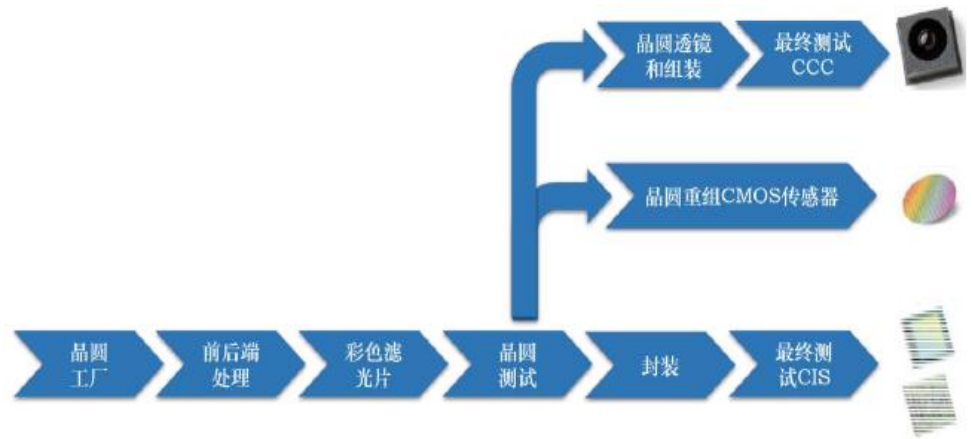 晶圆透镜
和组装
最终测试
CCC
晶圆重组CMOS传感器
晶圆
工厂
前后端
处理
彩色滤
光片
晶圆
测试
封装
最终测
试CIS